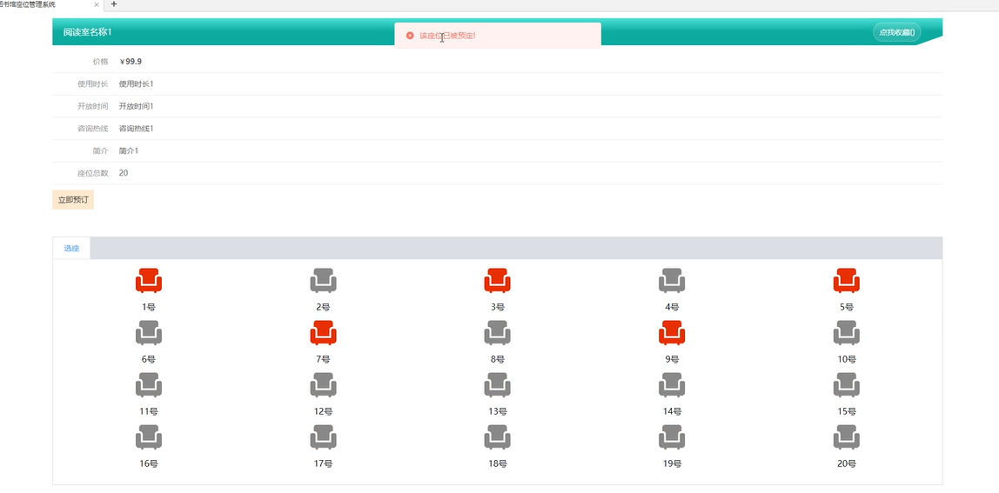 图书馆座位管理系统
阅读室名称1
该座位已被预定!
点我收藏()
价格 ￥99.9
使用时长 使用时长1
开放时间 开放时间1
咨询热线 咨询热线1
简介 简介1
座位总数 20
立即预订
选座
1号 2号 3号 4号 5号
6号 7号 8号 9号 10号
11号 12号 13号 14号 15号
16号 17号 18号 19号 20号